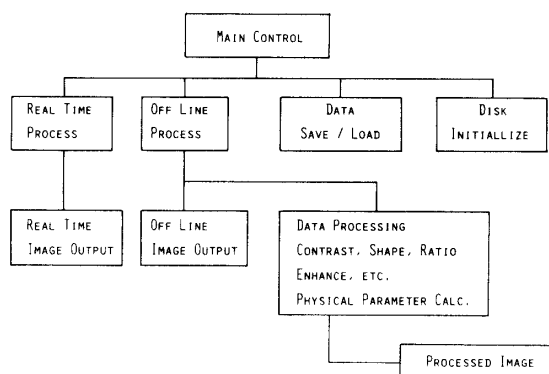 MAIN CONTROL
REAL TIME
PROCESS
OFF LINE
PROCESS
DATA
SAVE / LOAD
DISK
INITIALLIZE
REAL TIME
IMAGE OUTPUT
OFF LINE
IMAGE OUTPUT
DATA PROCESSING
CONTRAST, SHAPE, RATIO
ENHANCE, ETC.
PHYSICAL PARAMETER CALC.
PROCESSED IMAGE